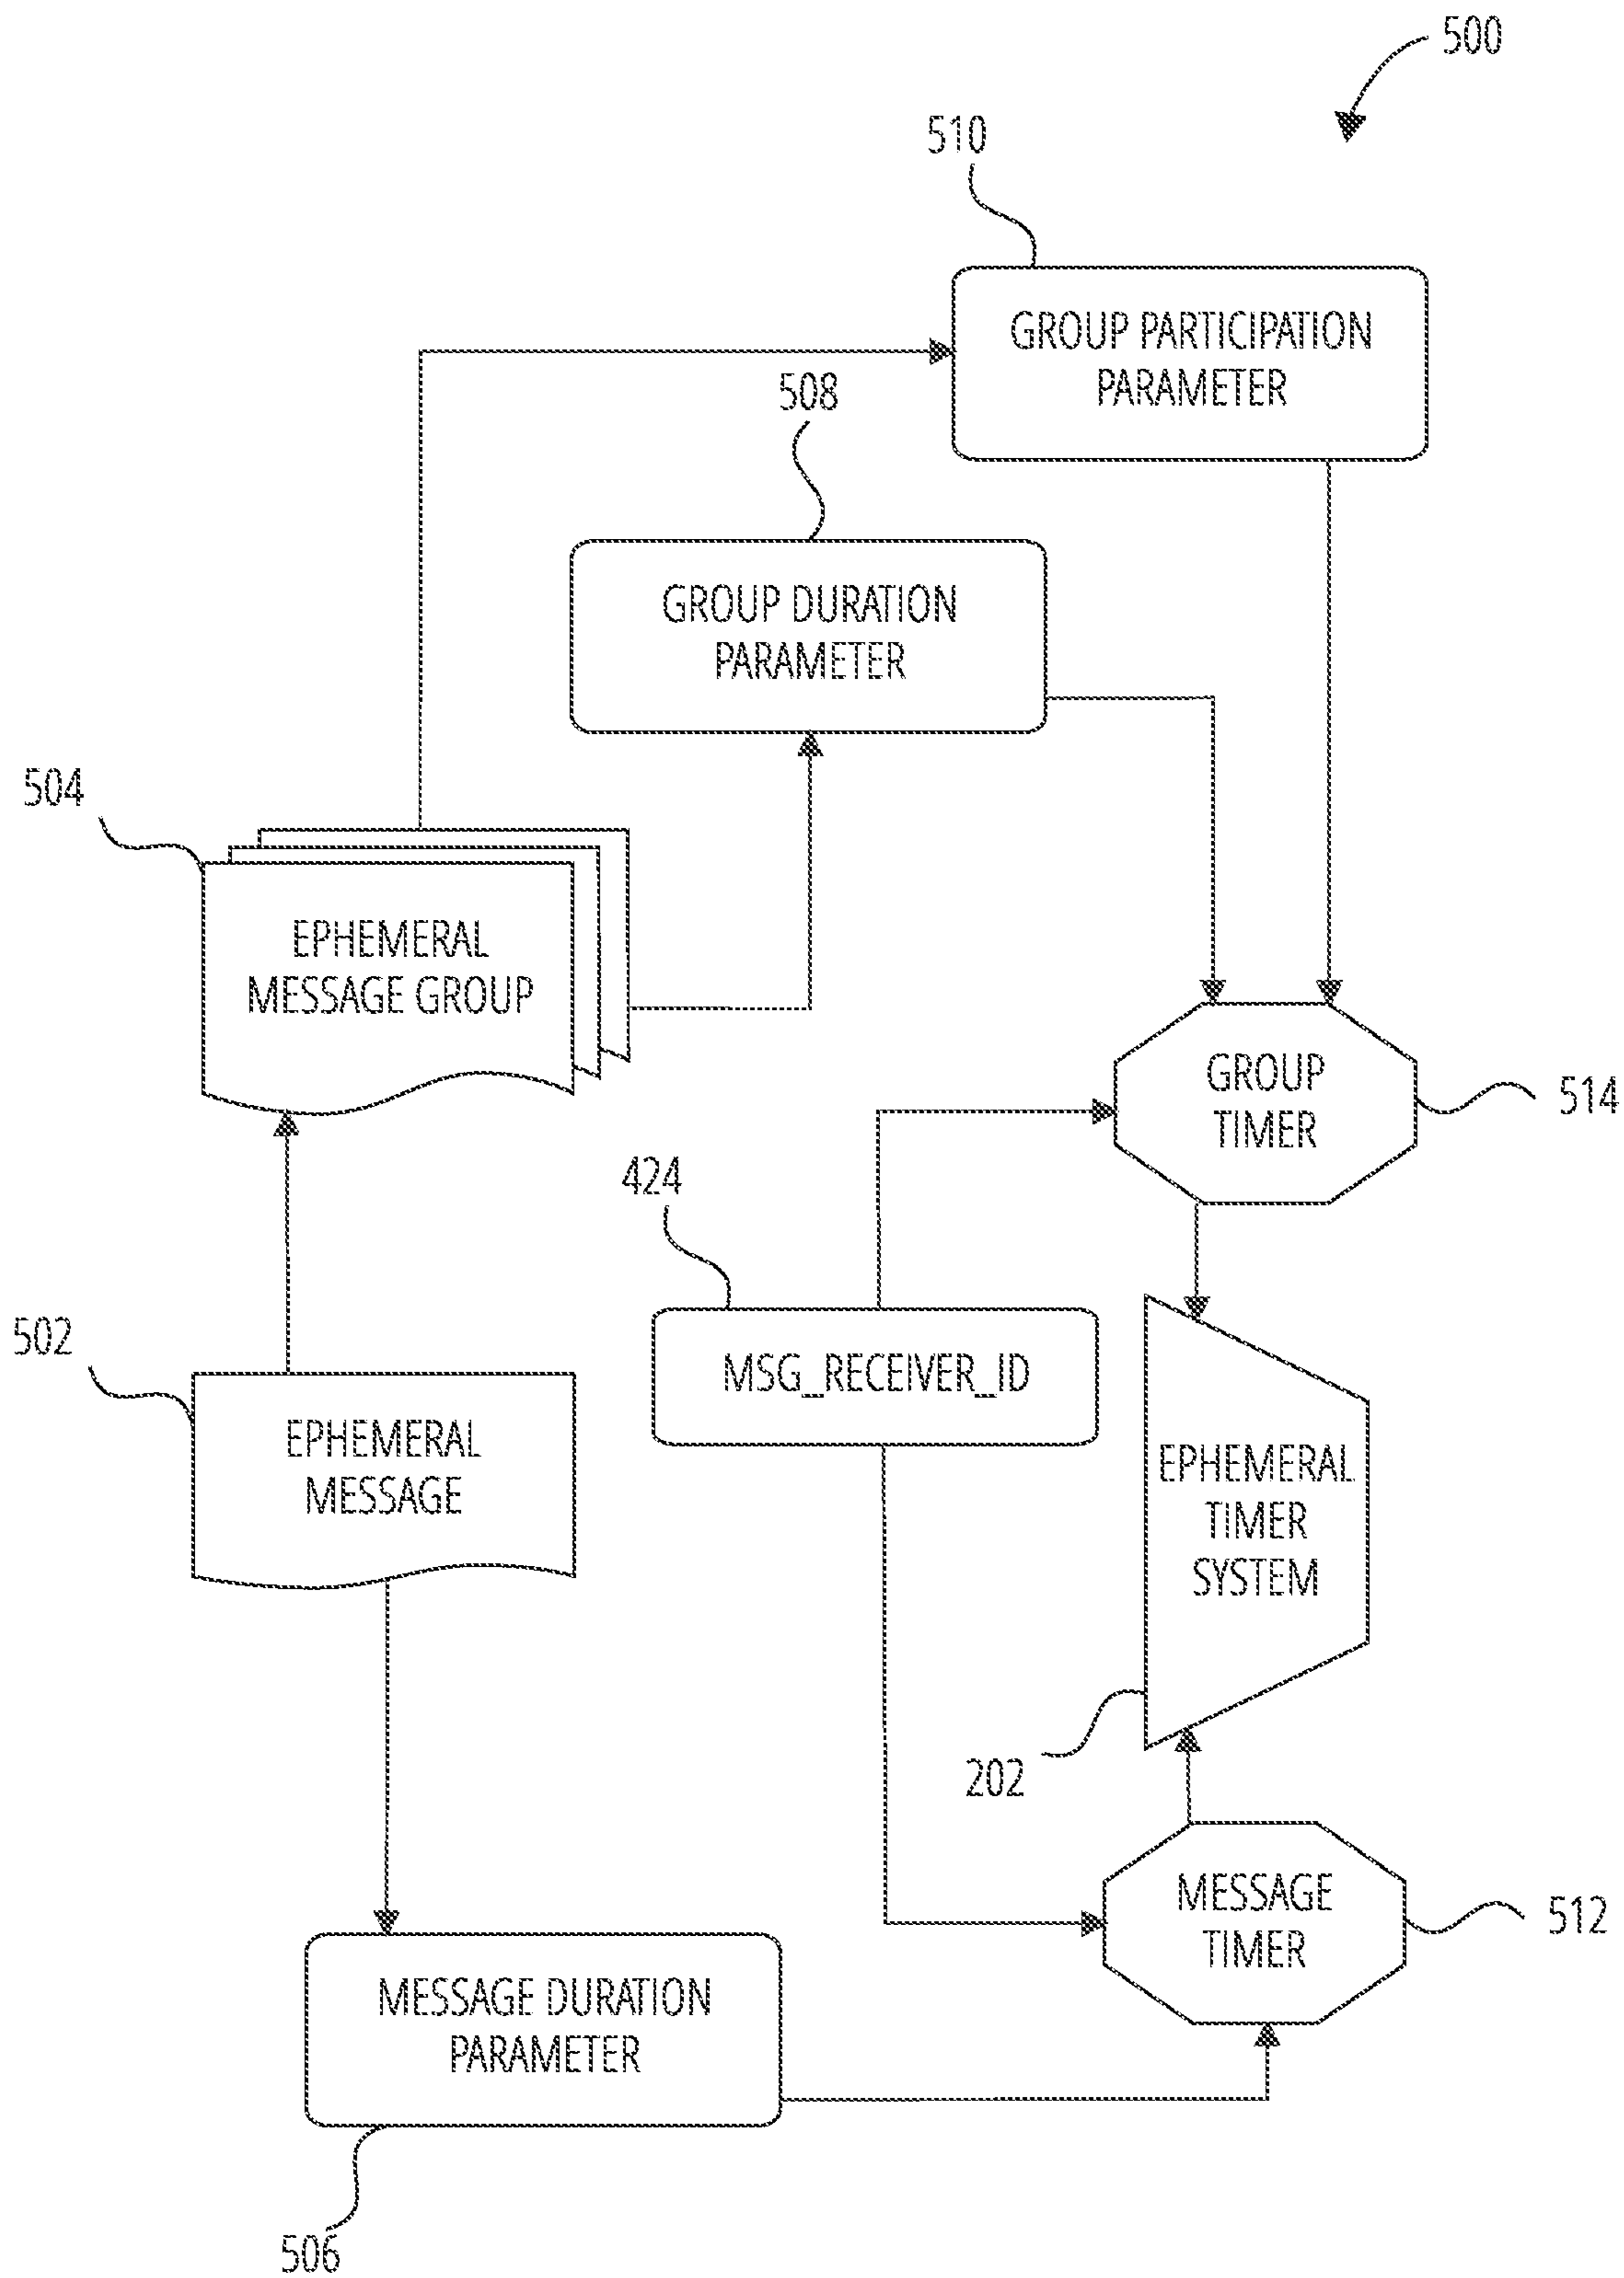 500
510
GROUP PARTICIPATION
PARAMETER
508
GROUP DURATION
PARAMETER
504
EPHEMERAL
MESSAGE GROUP
GROUP
TIMER
514
424
MSG_RECEIVER_ID
502
EPHEMERAL
MESSAGE
EPHEMERAL
TIMER
SYSTEM
202
MESSAGE
TIMER
512
MESSAGE DURATION
PARAMETER
506